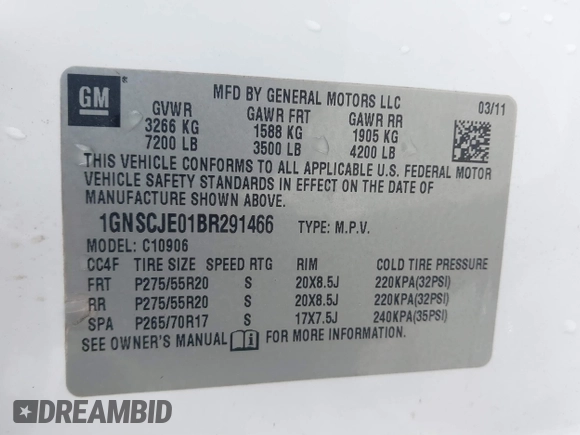 GM ®
MFD BY GENERAL MOTORS LLC
03/11
GVWR GAWR FRT GAWR RR
3266 KG 1588 KG 1905 KG
7200 LB 3500 LB 4200 LB
THIS VEHICLE CONFORMS TO ALL APPLICABLE U.S. FEDERAL MOTOR
VEHICLE SAFETY STANDARDS IN EFFECT ON THE DATE OF
MANUFACTURE SHOWN ABOVE.
1GNSCJE01BR291466 TYPE: M.P.V.
MODEL: C10906
CC4F TIRE SIZE SPEED RTG RIM COLD TIRE PRESSURE
FRT P275/55R20 S 20X8.5J 220KPA(32PSI)
RR P275/55R20 S 20X8.5J 220KPA(32PSI)
SPA P265/70R17 S 17X7.5J 240KPA(35PSI)
SEE OWNER'S MANUAL i FOR MORE INFORMATION.
DREAMBID